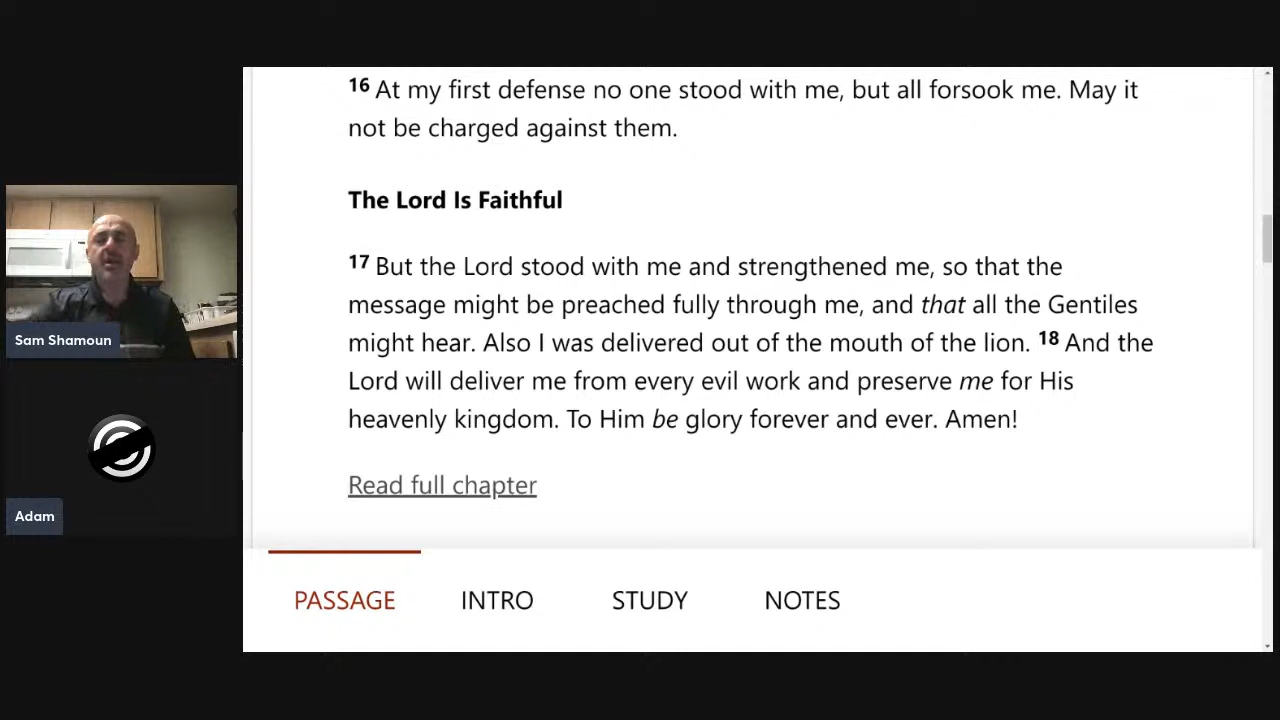 16 At my first defense no one stood with me, but all forsook me. May it
not be charged against them.
The Lord Is Faithful
17 But the Lord stood with me and strengthened me, so that the
message might be preached fully through me, and that all the Gentiles
might hear. Also I was delivered out of the mouth of the lion. 18 And the
Lord will deliver me from every evil work and preserve me for His
heavenly kingdom. To Him be glory forever and ever. Amen!
Read full chapter
PASSAGE INTRO STUDY NOTES
Sam Shamoun
Adam